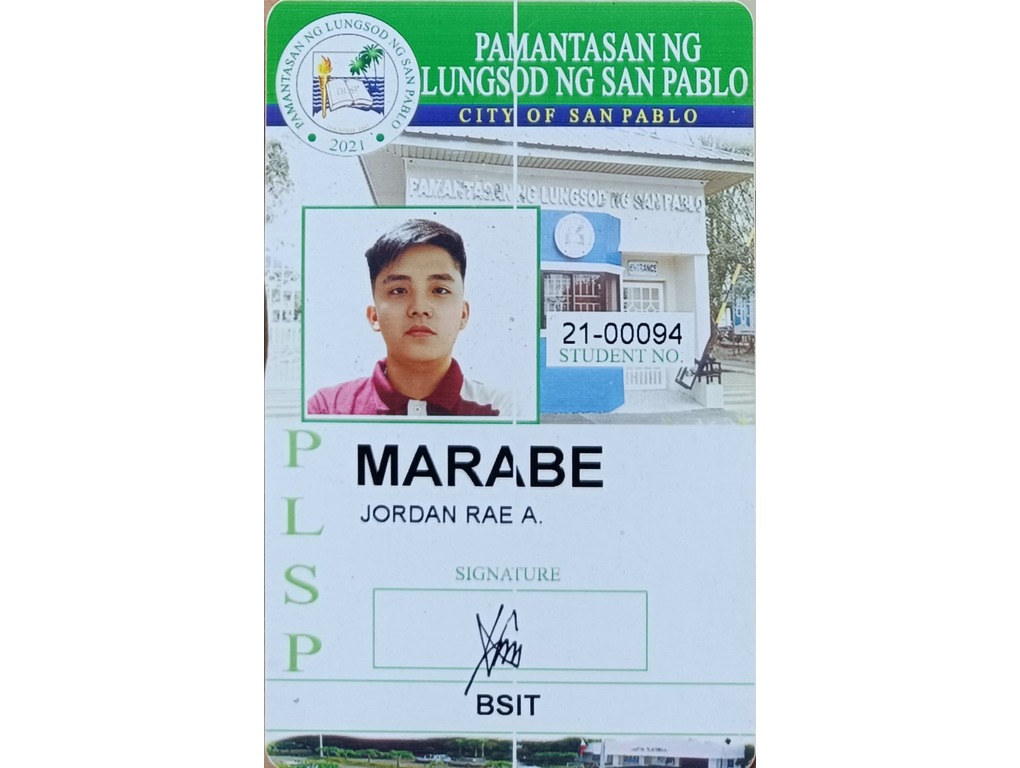 PAMANTASAN NG LUNGSOD NG SAN PABLO
2021
PAMANTASAN NG
LUNGSOD NG SAN PABLO
CITY OF SAN PABLO
PAMANTASAN NG LUNGSOD NG SAN PABLO
ENTRANCE
21-00094
STUDENT NO.
PLSP
MARABE
JORDAN RAE A.
SIGNATURE
BSIT